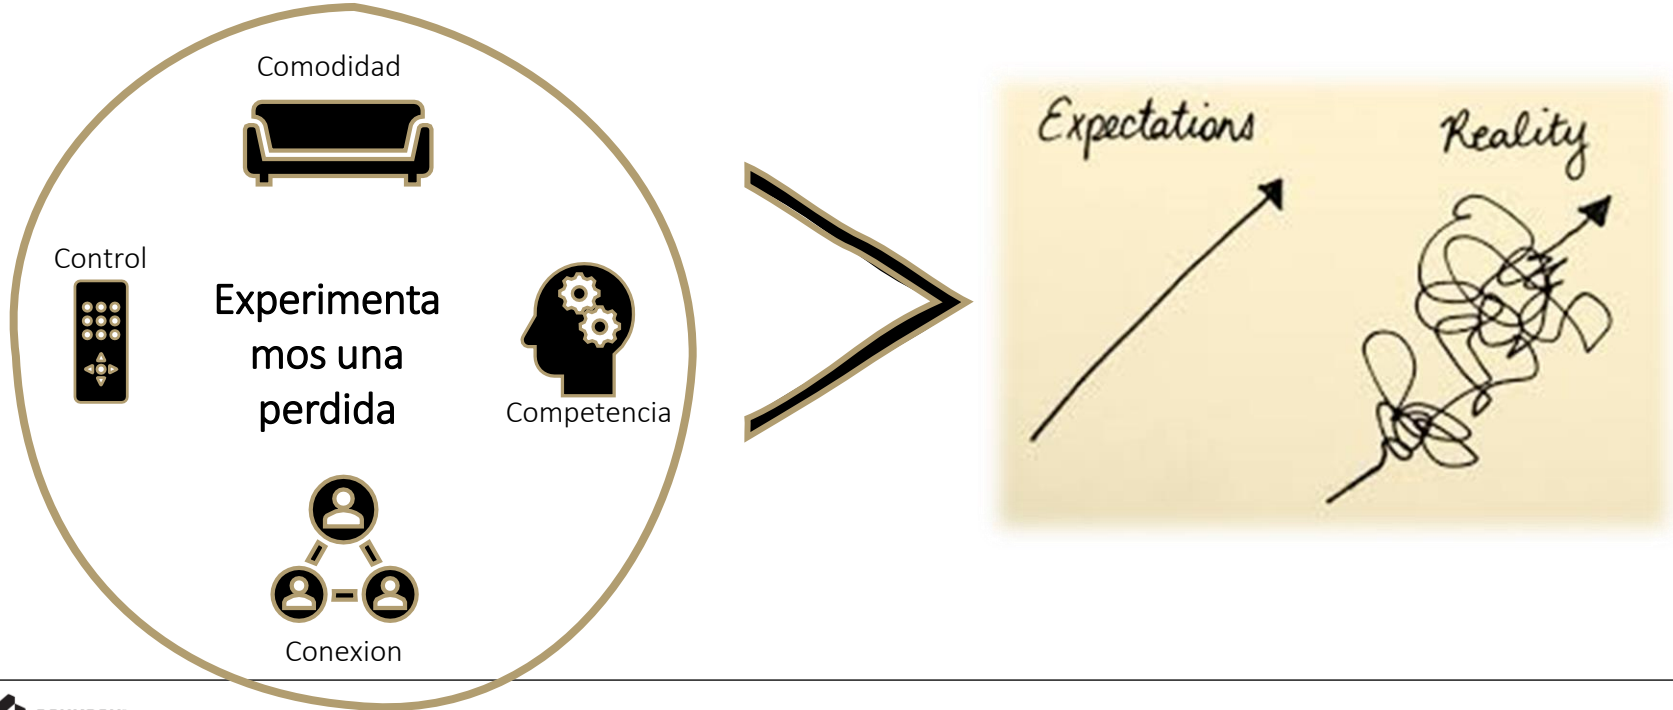 Comodidad
Control
Experimenta
mos una
perdida
Competencia
Conexion
Expectations
Reality